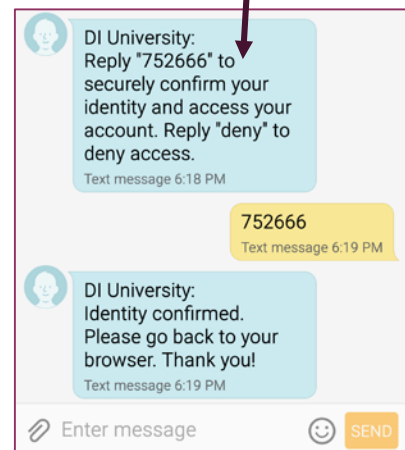 DI University:
Reply "752666" to
securely confirm your
identity and access your
account. Reply "deny" to
deny access.
Text message 6:18 PM
752666
Text message 6:19 PM
DI University:
Identity confirmed.
Please go back to your
browser. Thank you!
Text message 6:19 PM
Enter message
SEND